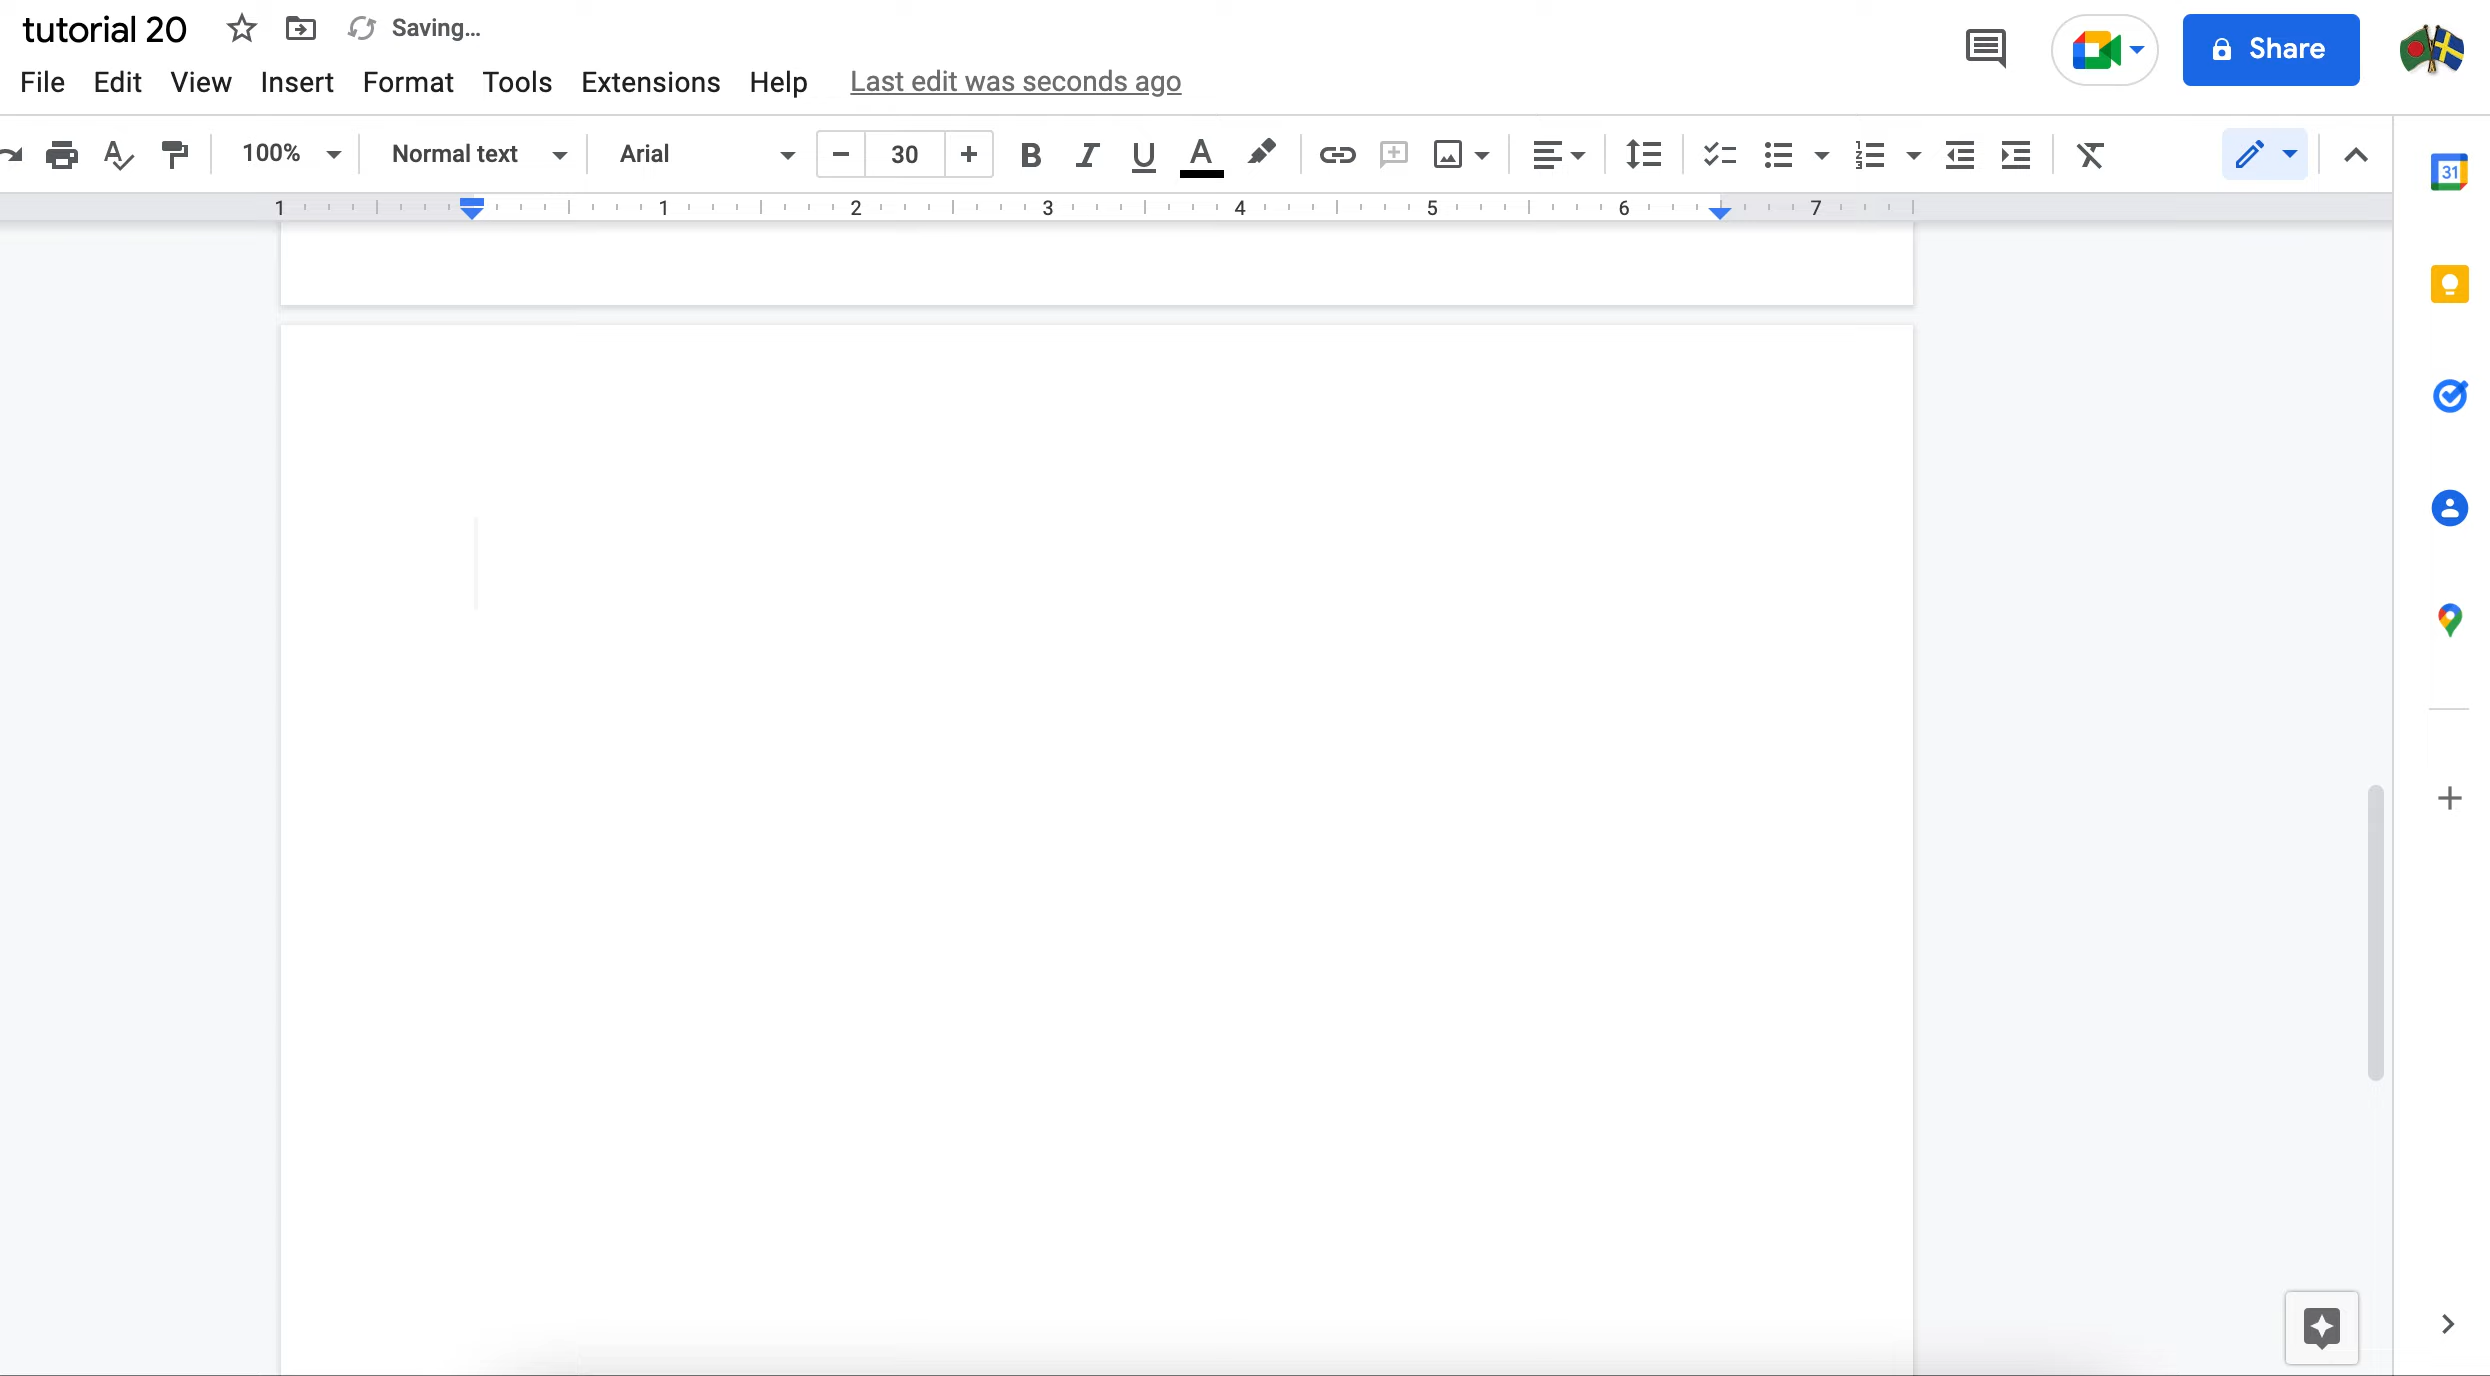 tutorial 20 Saving...
File Edit View Insert Format Tools Extensions Help Last edit was seconds ago
Share
100% Normal text Arial 30 B I U A
1 1 2 3 4 5 6 7
31